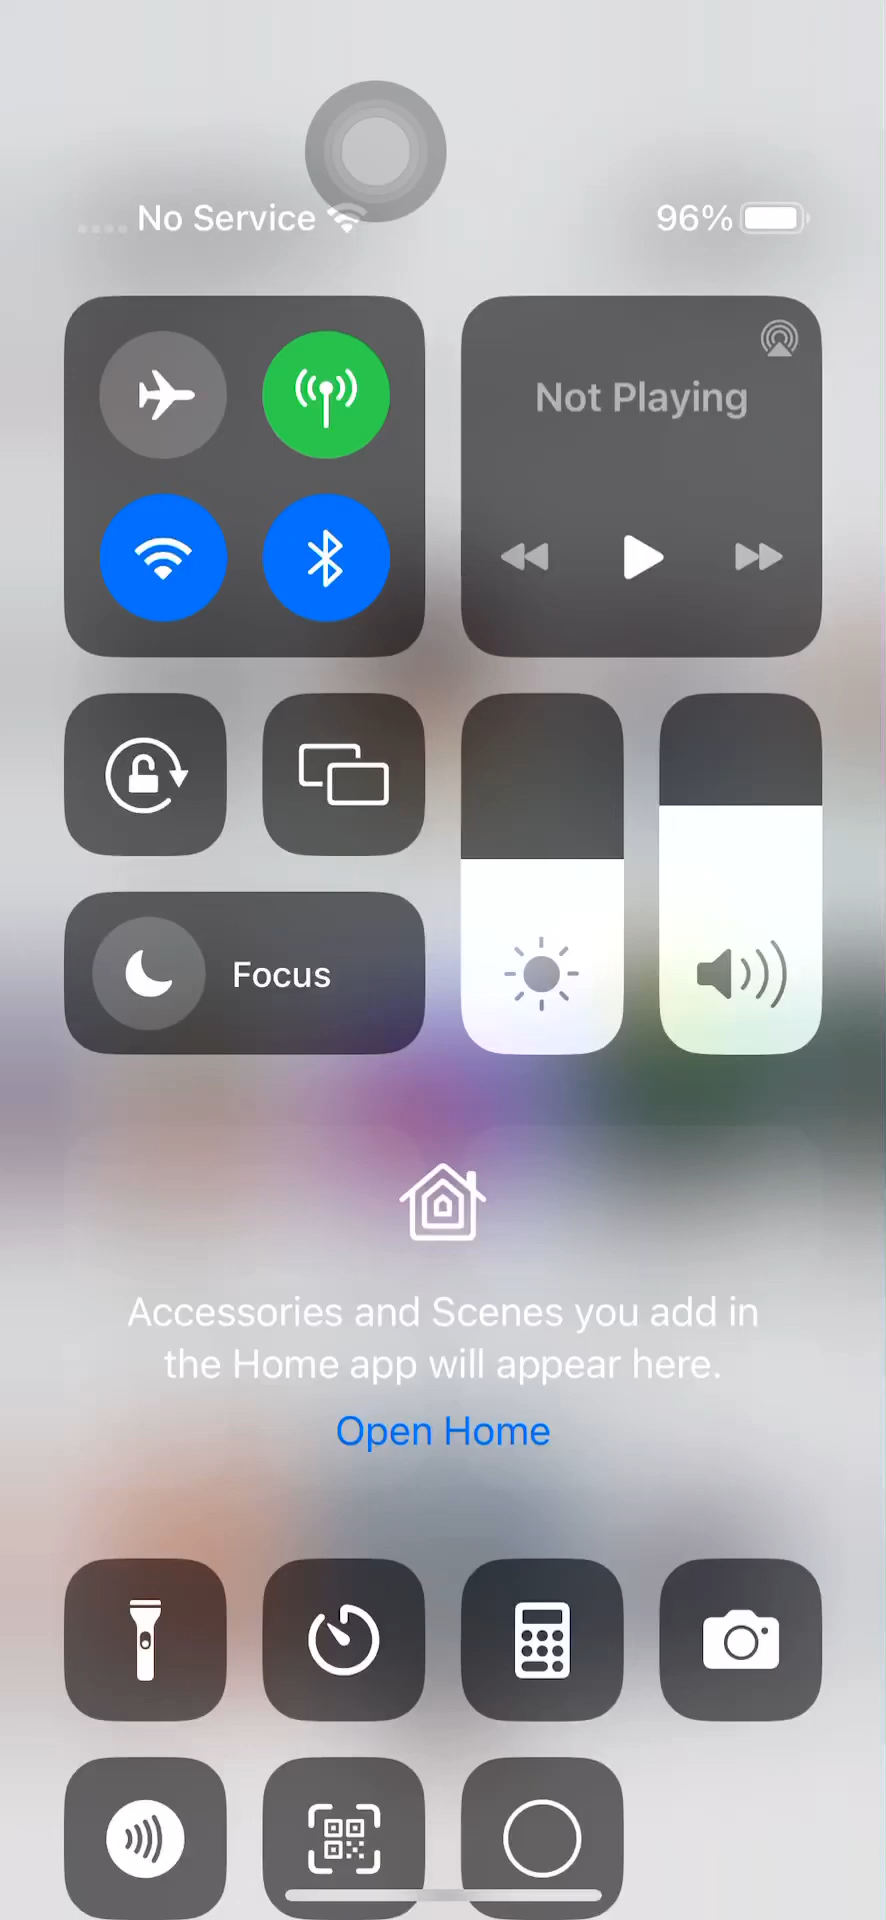 No Service
96%
Not Playing
Focus
Accessories and Scenes you add in
the Home app will appear here.
Open Home